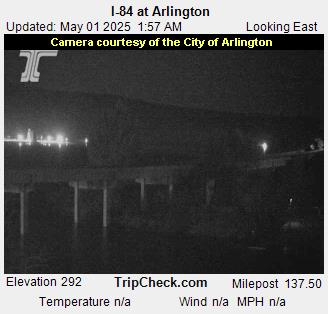 I-84 at Arlington
Updated: May 01 2025 1:57 AM Looking East
Camera courtesy of the City of Arlington
Elevation 292 TripCheck.com Milepost 137.50
Temperature n/a Wind n/a MPH n/a